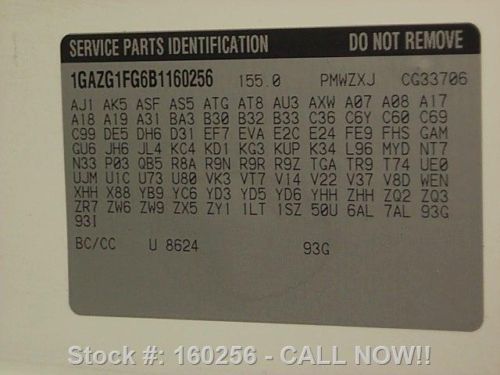 SERVICE PARTS IDENTIFICATION DO NOT REMOVE
1GAZG1FG6B1160256 155.0 PMWZXJ CG33706
AJ1 AK5 ASF AS5 ATG AT8 AU3 AXW A07 A08 A17
A18 A19 A31 BA3 B30 B32 B33 C36 C6Y C60 C69
C99 DE5 DH6 D31 EF7 EVA E2C E24 FE9 FHS GAM
GU6 JH6 JL4 KC4 KD1 KG3 KUP K34 L96 MYD NT7
N33 P03 QB5 R8A R9N R9R R9Z TGA TR9 T74 UE0
UJM U1C U73 U80 VK3 VT7 V14 V22 V37 V8D WEN
XHH X88 YB9 YC6 YD3 YD5 YD6 YHH ZHH ZQ2 ZQ3
ZR7 ZW6 ZW9 ZX5 ZY1 1LT 1SZ 50U 6AL 7AL 93G
93I
BC/CC U 8624 93G
Stock #: 160256 - CALL NOW!!